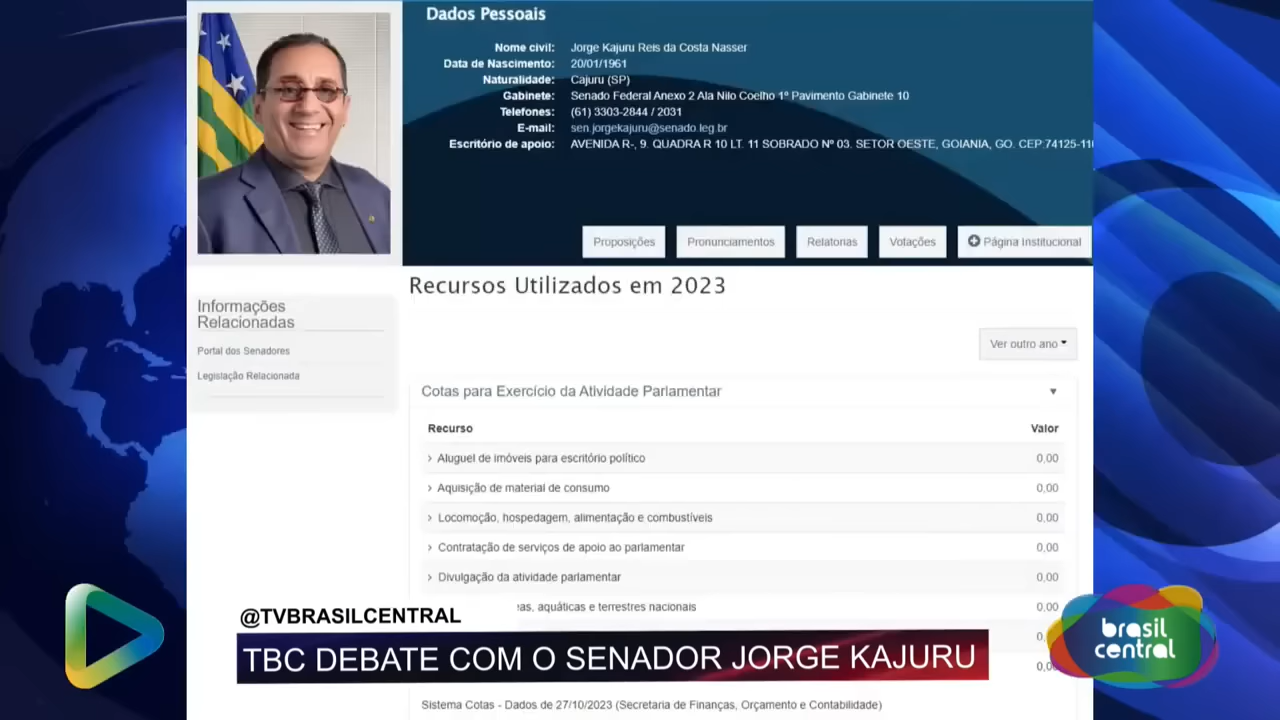 Dados Pessoais
Nome civil: Jorge Kajuru Reis da Costa Nasser
Data de Nascimento: 20/01/1961
Naturalidade: Cajuru (SP)
Gabinete: Senado Federal Anexo 2 Ala Nilo Coelho 1º Pavimento Gabinete 10
Telefones: (61) 3303-2844 / 2031
E-mail: sen.jorgekajuru@senado.leg.br
Escritório de apoio: AVENIDA R-, 9. QUADRA R 10 LT. 11 SOBRADO Nº 03. SETOR OESTE, GOIANIA, GO. CEP:74125-11
Proposições Pronunciamentos Relatorias Votações Página Institucional
Recursos Utilizados em 2023
Informações
Relacionadas
Portal dos Senadores
Legislação Relacionada
Ver outro ano
Cotas para Exercício da Atividade Parlamentar
Recurso Valor
Aluguel de imóveis para escritório político 0,00
Aquisição de material de consumo 0,00
Locomoção, hospedagem, alimentação e combustíveis 0,00
Contratação de serviços de apoio ao parlamentar 0,00
Divulgação da atividade parlamentar 0,00
aquáticas e terrestres nacionais 0,00
@TVBRASILCENTRAL
TBC DEBATE COM O SENADOR JORGE KAJURU
brasil
central
Sistema Cotas - Dados de 27/10/2023 (Secretaria de Finanças, Orçamento e Contabilidade)